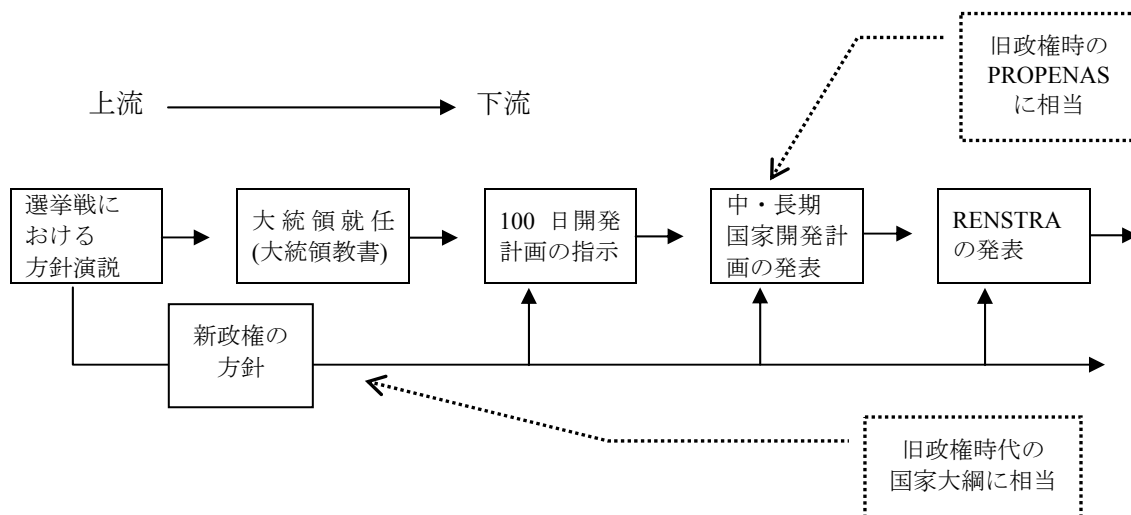 旧政権時の
PROPENAS
に相当
上流
下流
選挙戦に
おける
方針演説
大統領就任
(大統領教書)
100 日開発
計画の指示
中・長期
国家開発計
画の発表
RENSTRA
の発表
新政権の
方針
旧政権時代の
国家大綱に相当